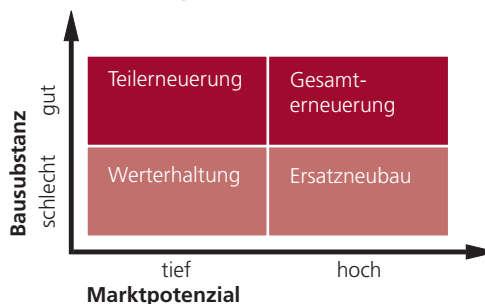 Bausubstanz
gut
schlecht
Teilerneuerung
Gesamt-
erneuerung
Werterhaltung
Ersatzneubau
tief
hoch
Marktpotenzial